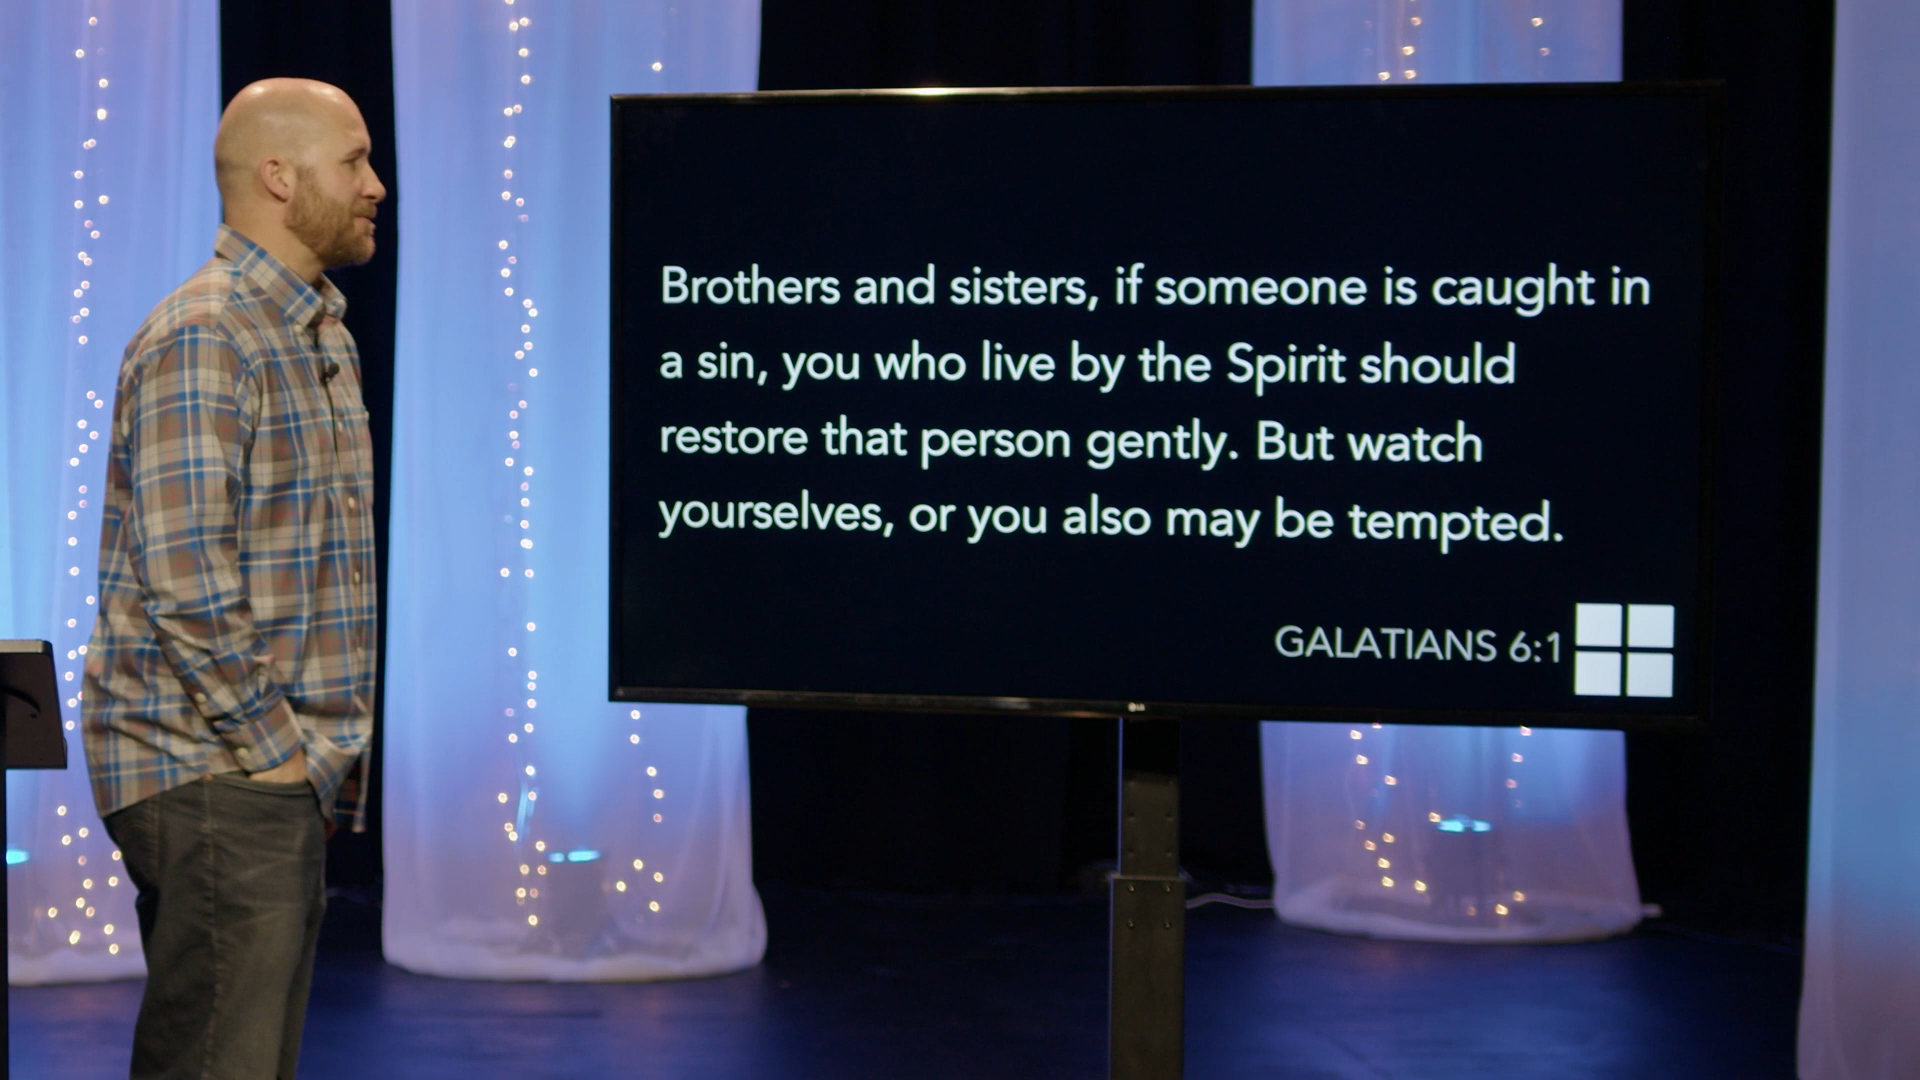 Brothers and sisters, if someone is caught in
a sin, you who live by the Spirit should
restore that person gently. But watch
yourselves, or you also may be tempted.
GALATIANS 6:1
LG